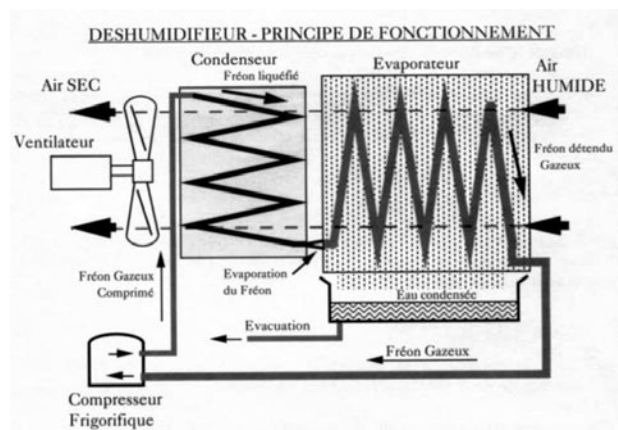 DESHUMIDIFIEUR - PRINCIPE DE FONCTIONNEMENT
Condenseur
Fréon liquéfié
Evaporateur
Air SEC
Air
HUMIDE
Ventilateur
Fréon détendu
Gazeux
Fréon Gazeux
Comprimé
Evaporation
du Fréon
Eau condensée
Evacuation
Fréon Gazeux
Compresseur
Frigorifique